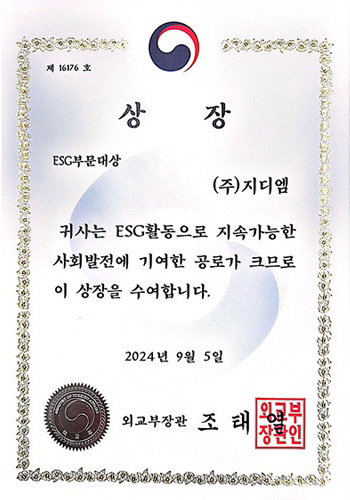 제 16176 호
상 장
ESG부문대상
(주)지디엠
귀사는 ESG활동으로 지속가능한
사회발전에 기여한 공로가 크므로
이 상장을 수여합니다.
2024년 9월 5일
외교부장관 조태열
외교부
장관인